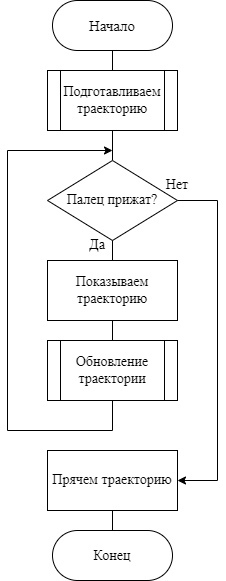 Начало
Подготавливаем
траекторию
Палец прижат?
Нет
Да
Показываем
траекторию
Обновление
траектории
Прячем траекторию
Конец